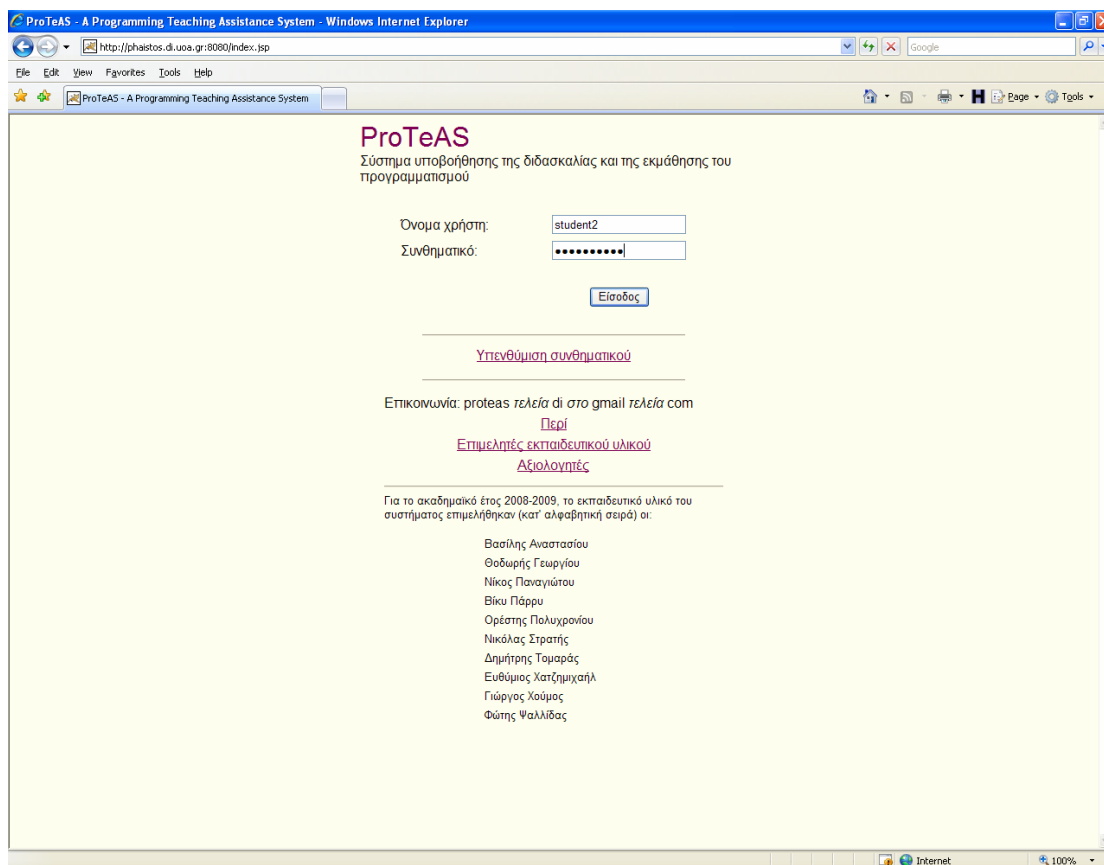 ProTeAS - A Programming Teaching Assistance System - Windows Internet Explorer
http://phaistos.di.uoa.gr:8080/index.jsp
Google
File Edit View Favorites Tools Help
ProTeAS - A Programming Teaching Assistance System
Page Tools
ProTeAS
Σύστημα υποβοήθησης της διδασκαλίας και της εκμάθησης του
προγραμματισμού
Όνομα χρήστη: student2
Συνθηματικό: ••••••••••
Είσοδος
Υπενθύμιση συνθηματικού
Επικοινωνία: proteas τελεία di στο gmail τελεία com
Περί
Επιμελητές εκπαιδευτικού υλικού
Αξιολογητές
Για το ακαδημαϊκό έτος 2008-2009, το εκπαιδευτικό υλικό του
συστήματος επιμελήθηκαν (κατ' αλφαβητική σειρά) οι:
Βασίλης Αναστασίου
Θοδωρής Γεωργίου
Νίκος Παναγιώτου
Βίκυ Πάρρυ
Ορέστης Πολυχρονίου
Νικόλας Στρατής
Δημήτρης Τομαράς
Ευθύμιος Χατζημιχαήλ
Γιώργος Χούμος
Φώτης Ψαλλίδας
Internet 100%